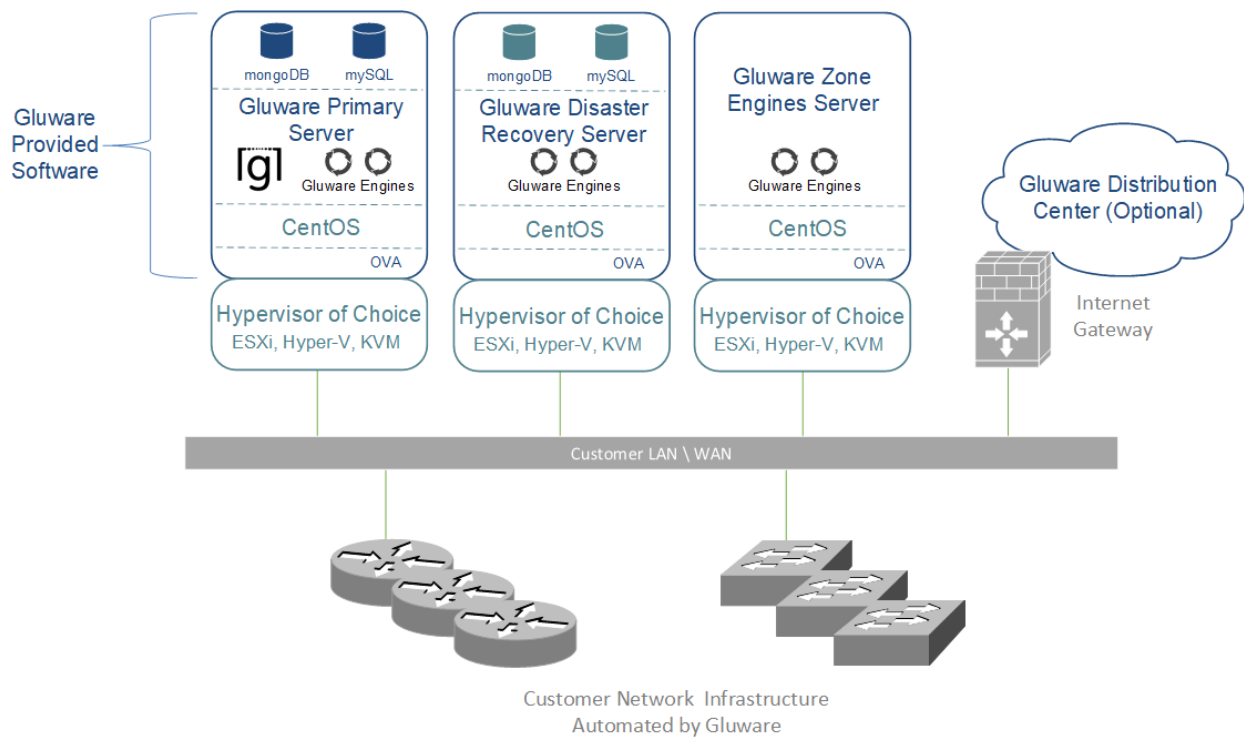 mongoDB
mySQL
Gluware Primary
Server
[g]
Gluware Engines
CentOS
OVA
Hypervisor of Choice
ESXi, Hyper-V, KVM
mongoDB
mySQL
Gluware Disaster
Recovery Server
Gluware Engines
CentOS
OVA
Hypervisor of Choice
ESXi, Hyper-V, KVM
Gluware Zone
Engines Server
Gluware Engines
CentOS
OVA
Hypervisor of Choice
ESXi, Hyper-V, KVM
Gluware
Provided
Software
Gluware Distribution
Center (Optional)
Internet
Gateway
Customer LAN \ WAN
Customer Network Infrastructure
Automated by Gluware